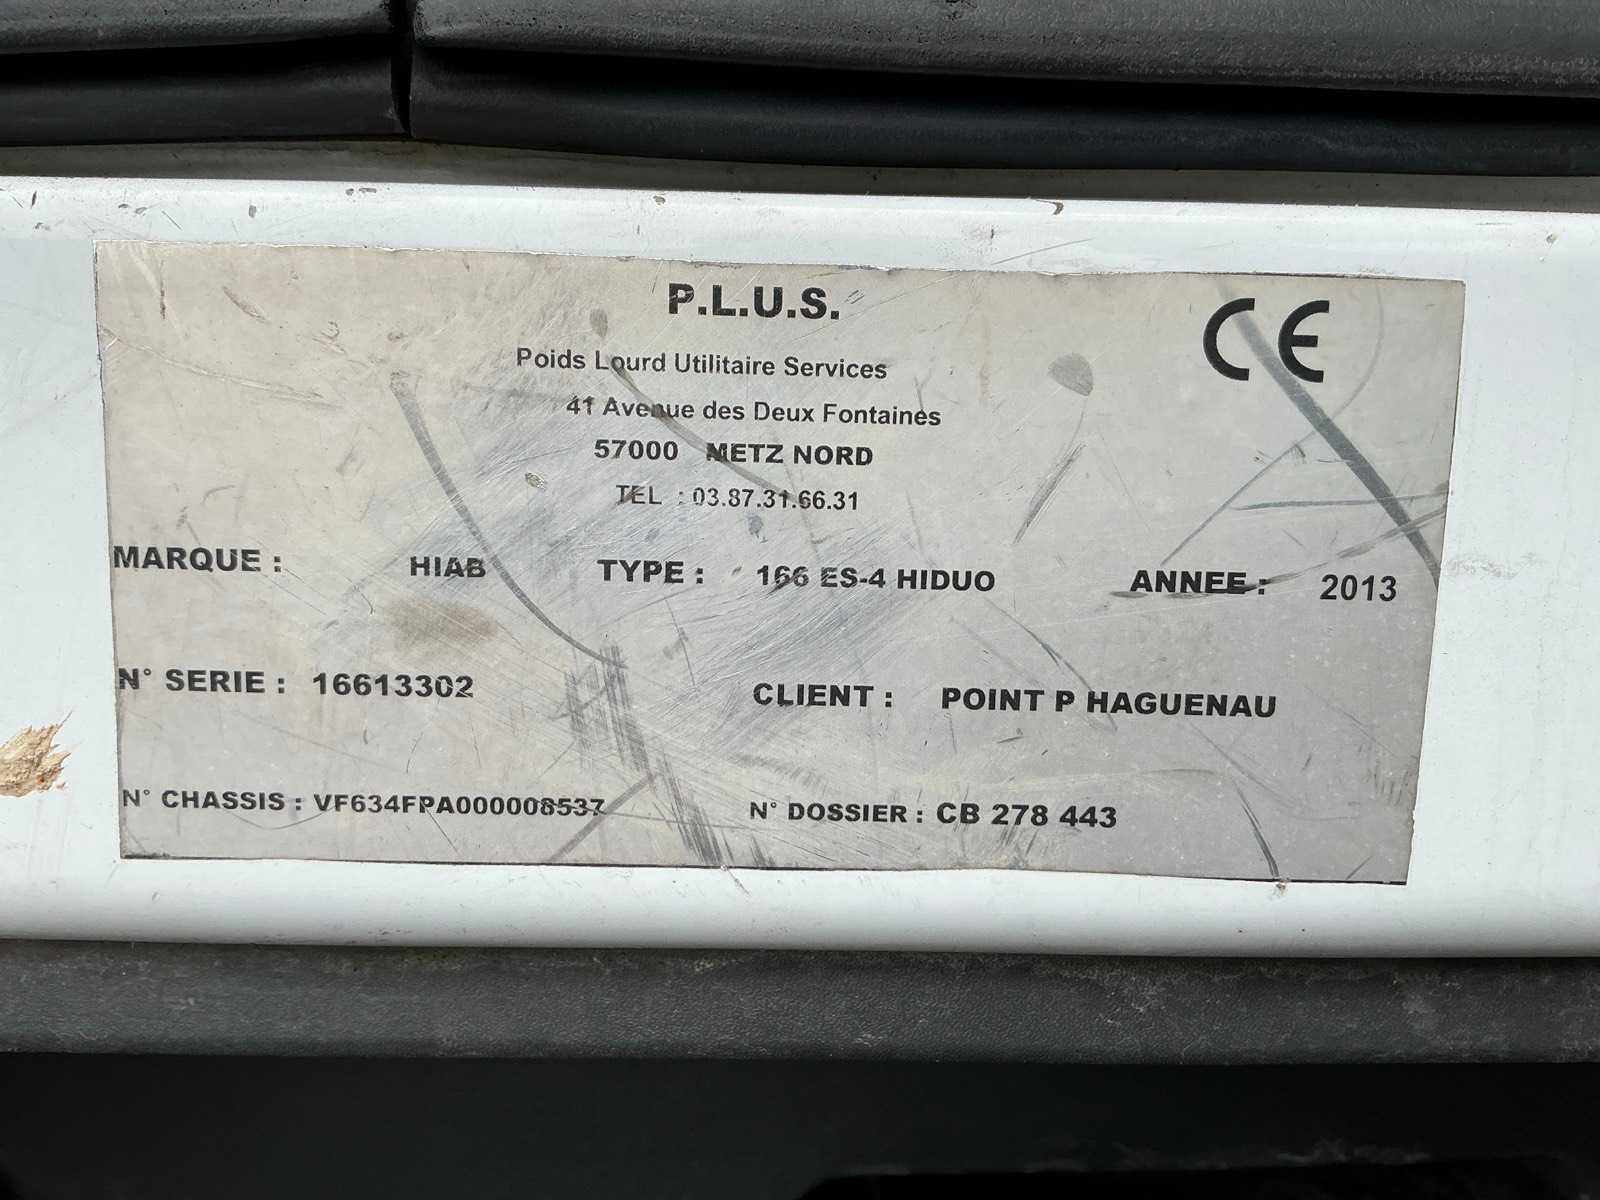 P.L.U.S.
CE
Poids Lourd Utilitaire Services
41 Avenue des Deux Fontaines
57000 METZ NORD
TEL : 03.87.31.66.31
MARQUE : HIAB TYPE : 166 ES-4 HIDUO ANNEE : 2013
N° SERIE : 16613302 CLIENT : POINT P HAGUENAU
N° CHASSIS : VF634FPA000008537 N° DOSSIER : CB 278 443